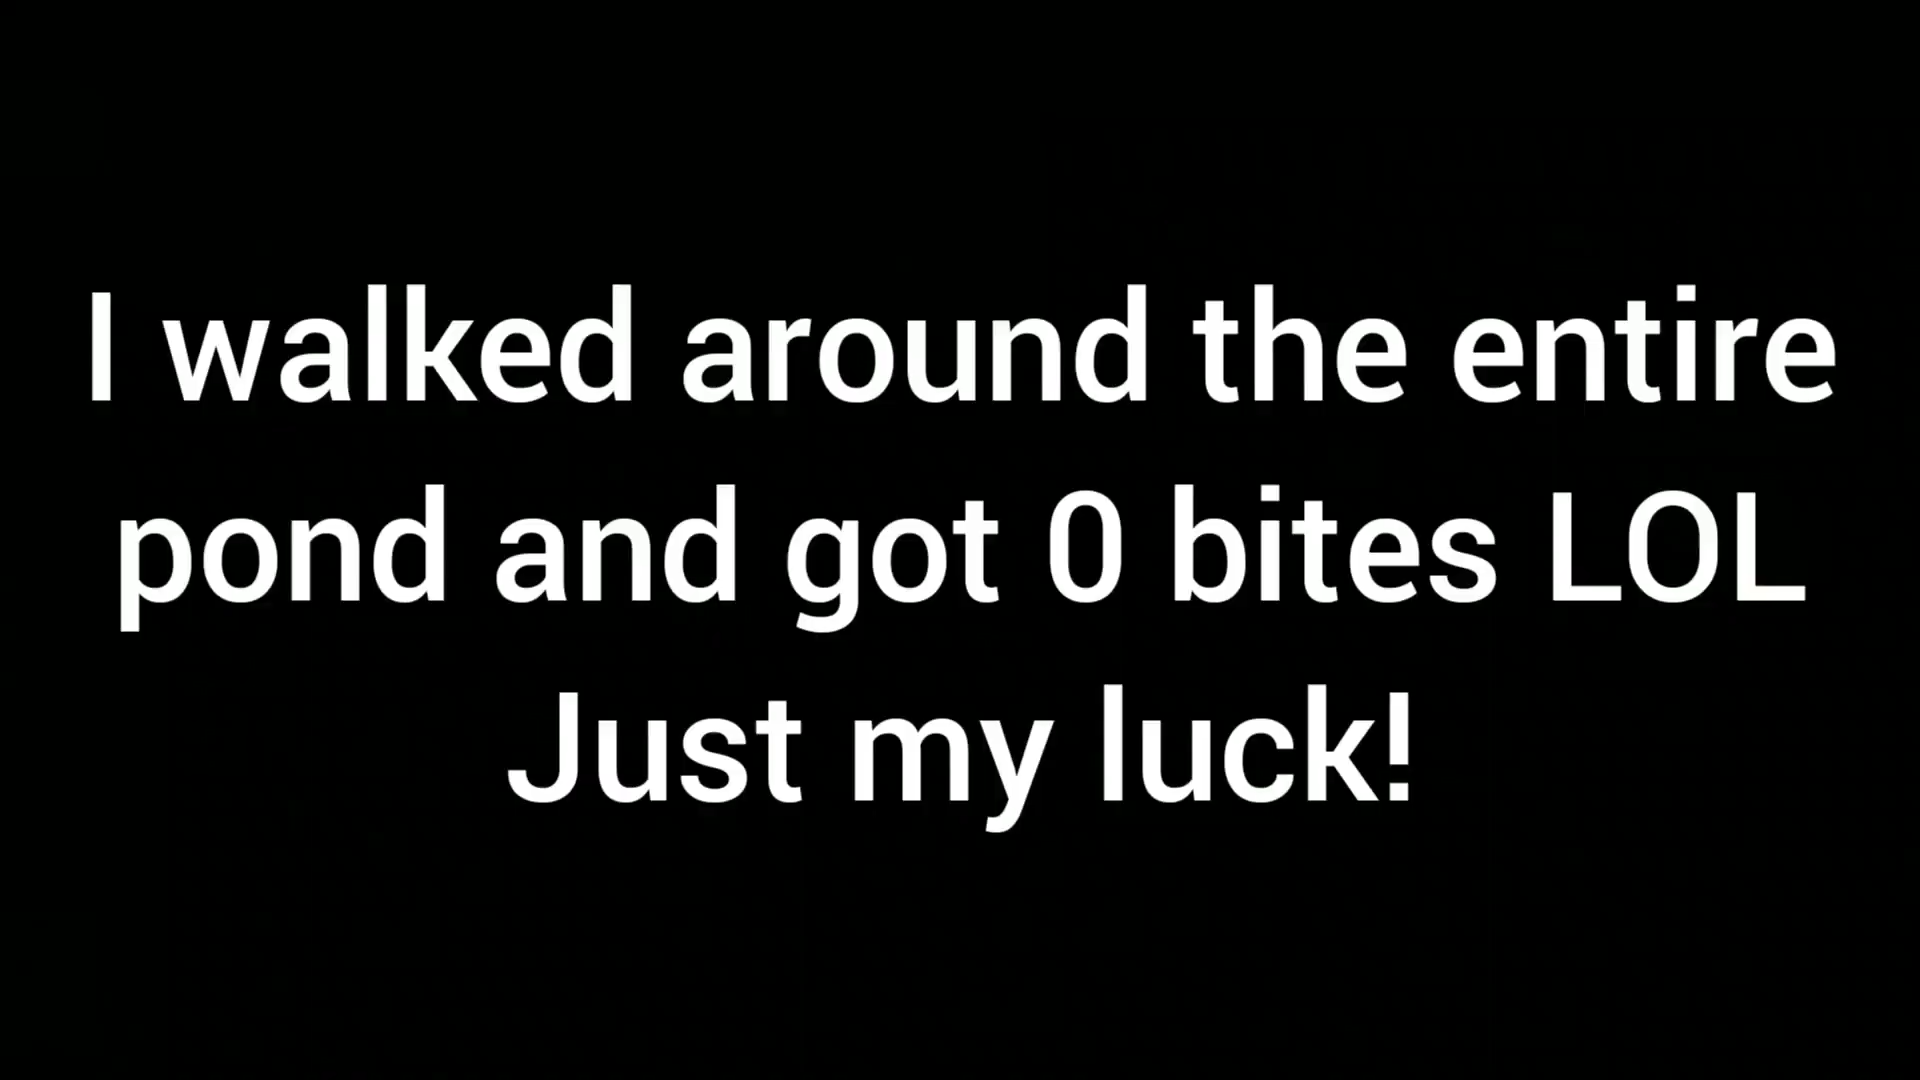 I walked around the entire
pond and got 0 bites LOL
Just my luck!